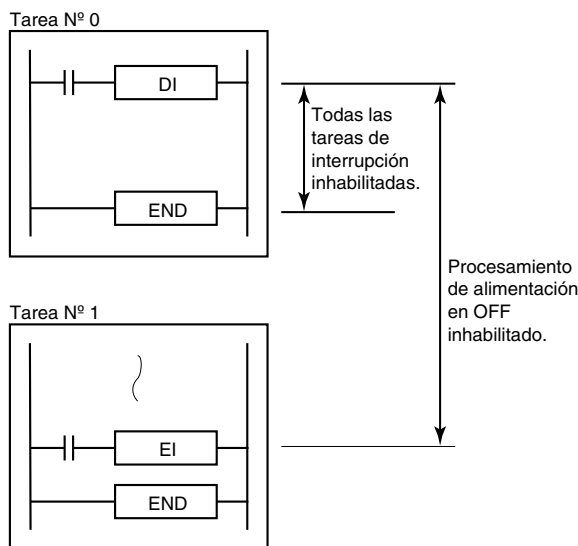 Tarea Nº 0
DI
Todas las
tareas de
interrupción
inhabilitadas.
END
Procesamiento
de alimentación
en OFF
inhabilitado.
Tarea Nº 1
EI
END